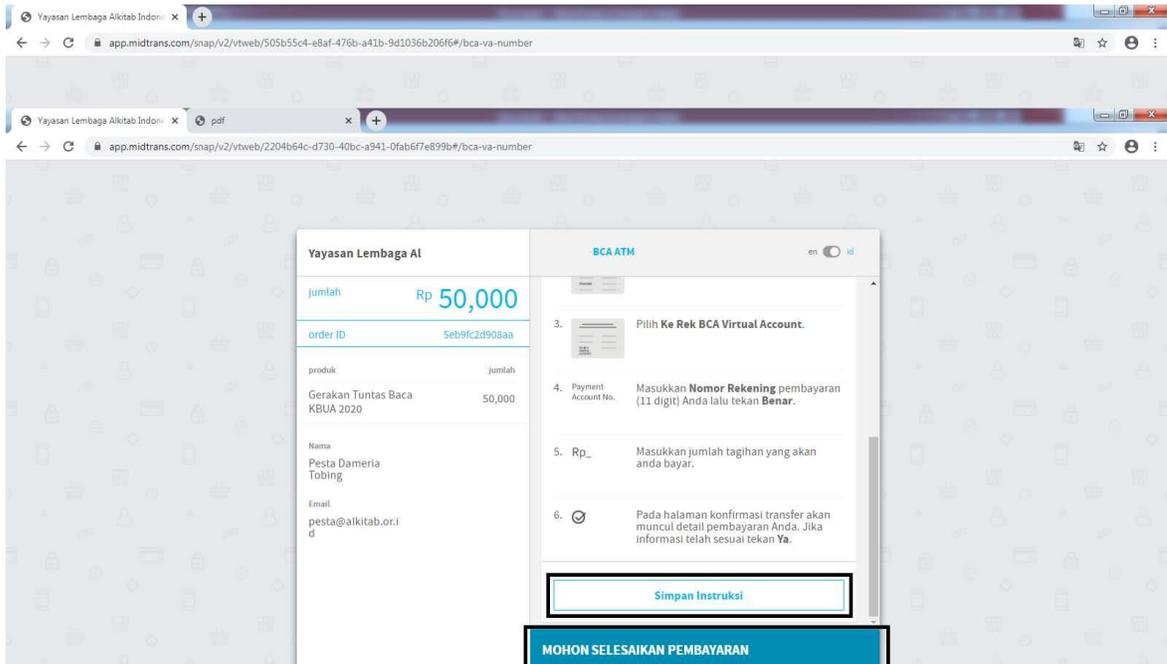 Yayasan Lembaga Alkitab Indon
app.midtrans.com/snap/v2/vtweb/505b55c4-e8af-476b-a41b-9d1036b206f6#/bca-va-number
Yayasan Lembaga Alkitab Indon
pdf
app.midtrans.com/snap/v2/vtweb/2204b64c-d730-40bc-a941-0fab6f7e899b#/bca-va-number
Yayasan Lembaga Al
jumlah Rp 50,000
order ID 5eb9fc2d908aa
produk jumlah
Gerakan Tuntas Baca 50,000
KBUA 2020
Nama
Pesta Dameria
Tobing
Email
pesta@alkitab.or.i
d
BCA ATM
en id
3. Pilih Ke Rek BCA Virtual Account.
4. Payment Account No. Masukkan Nomor Rekening pembayaran
(11 digit) Anda lalu tekan Benar.
5. Rp_ Masukkan jumlah tagihan yang akan
anda bayar.
6. Pada halaman konfirmasi transfer akan
muncul detail pembayaran Anda. Jika
informasi telah sesuai tekan Ya.
Simpan Instruksi
MOHON SELESAIKAN PEMBAYARAN